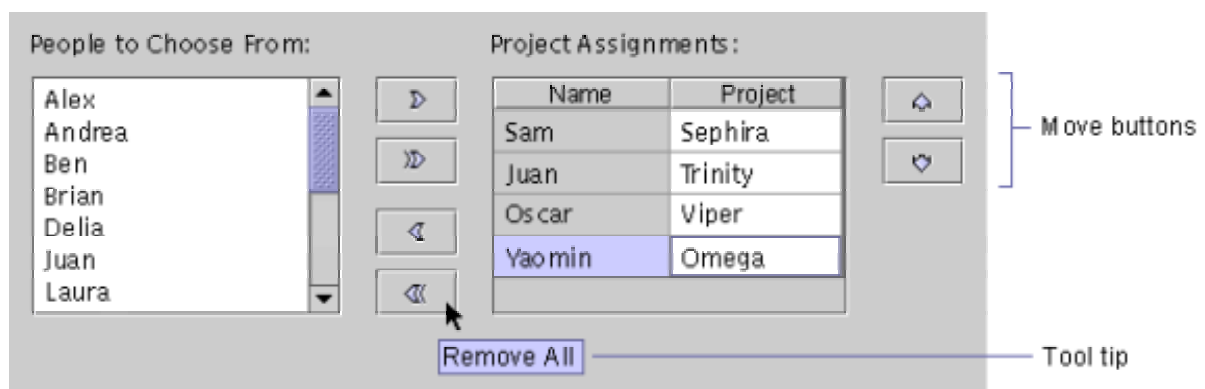 People to Choose From:
Alex
Andrea
Ben
Brian
Delia
Juan
Laura
Project Assignments:
Name Project
Sam Sephira
Juan Trinity
Oscar Viper
Yaomin Omega
Move buttons
Remove All
Tool tip